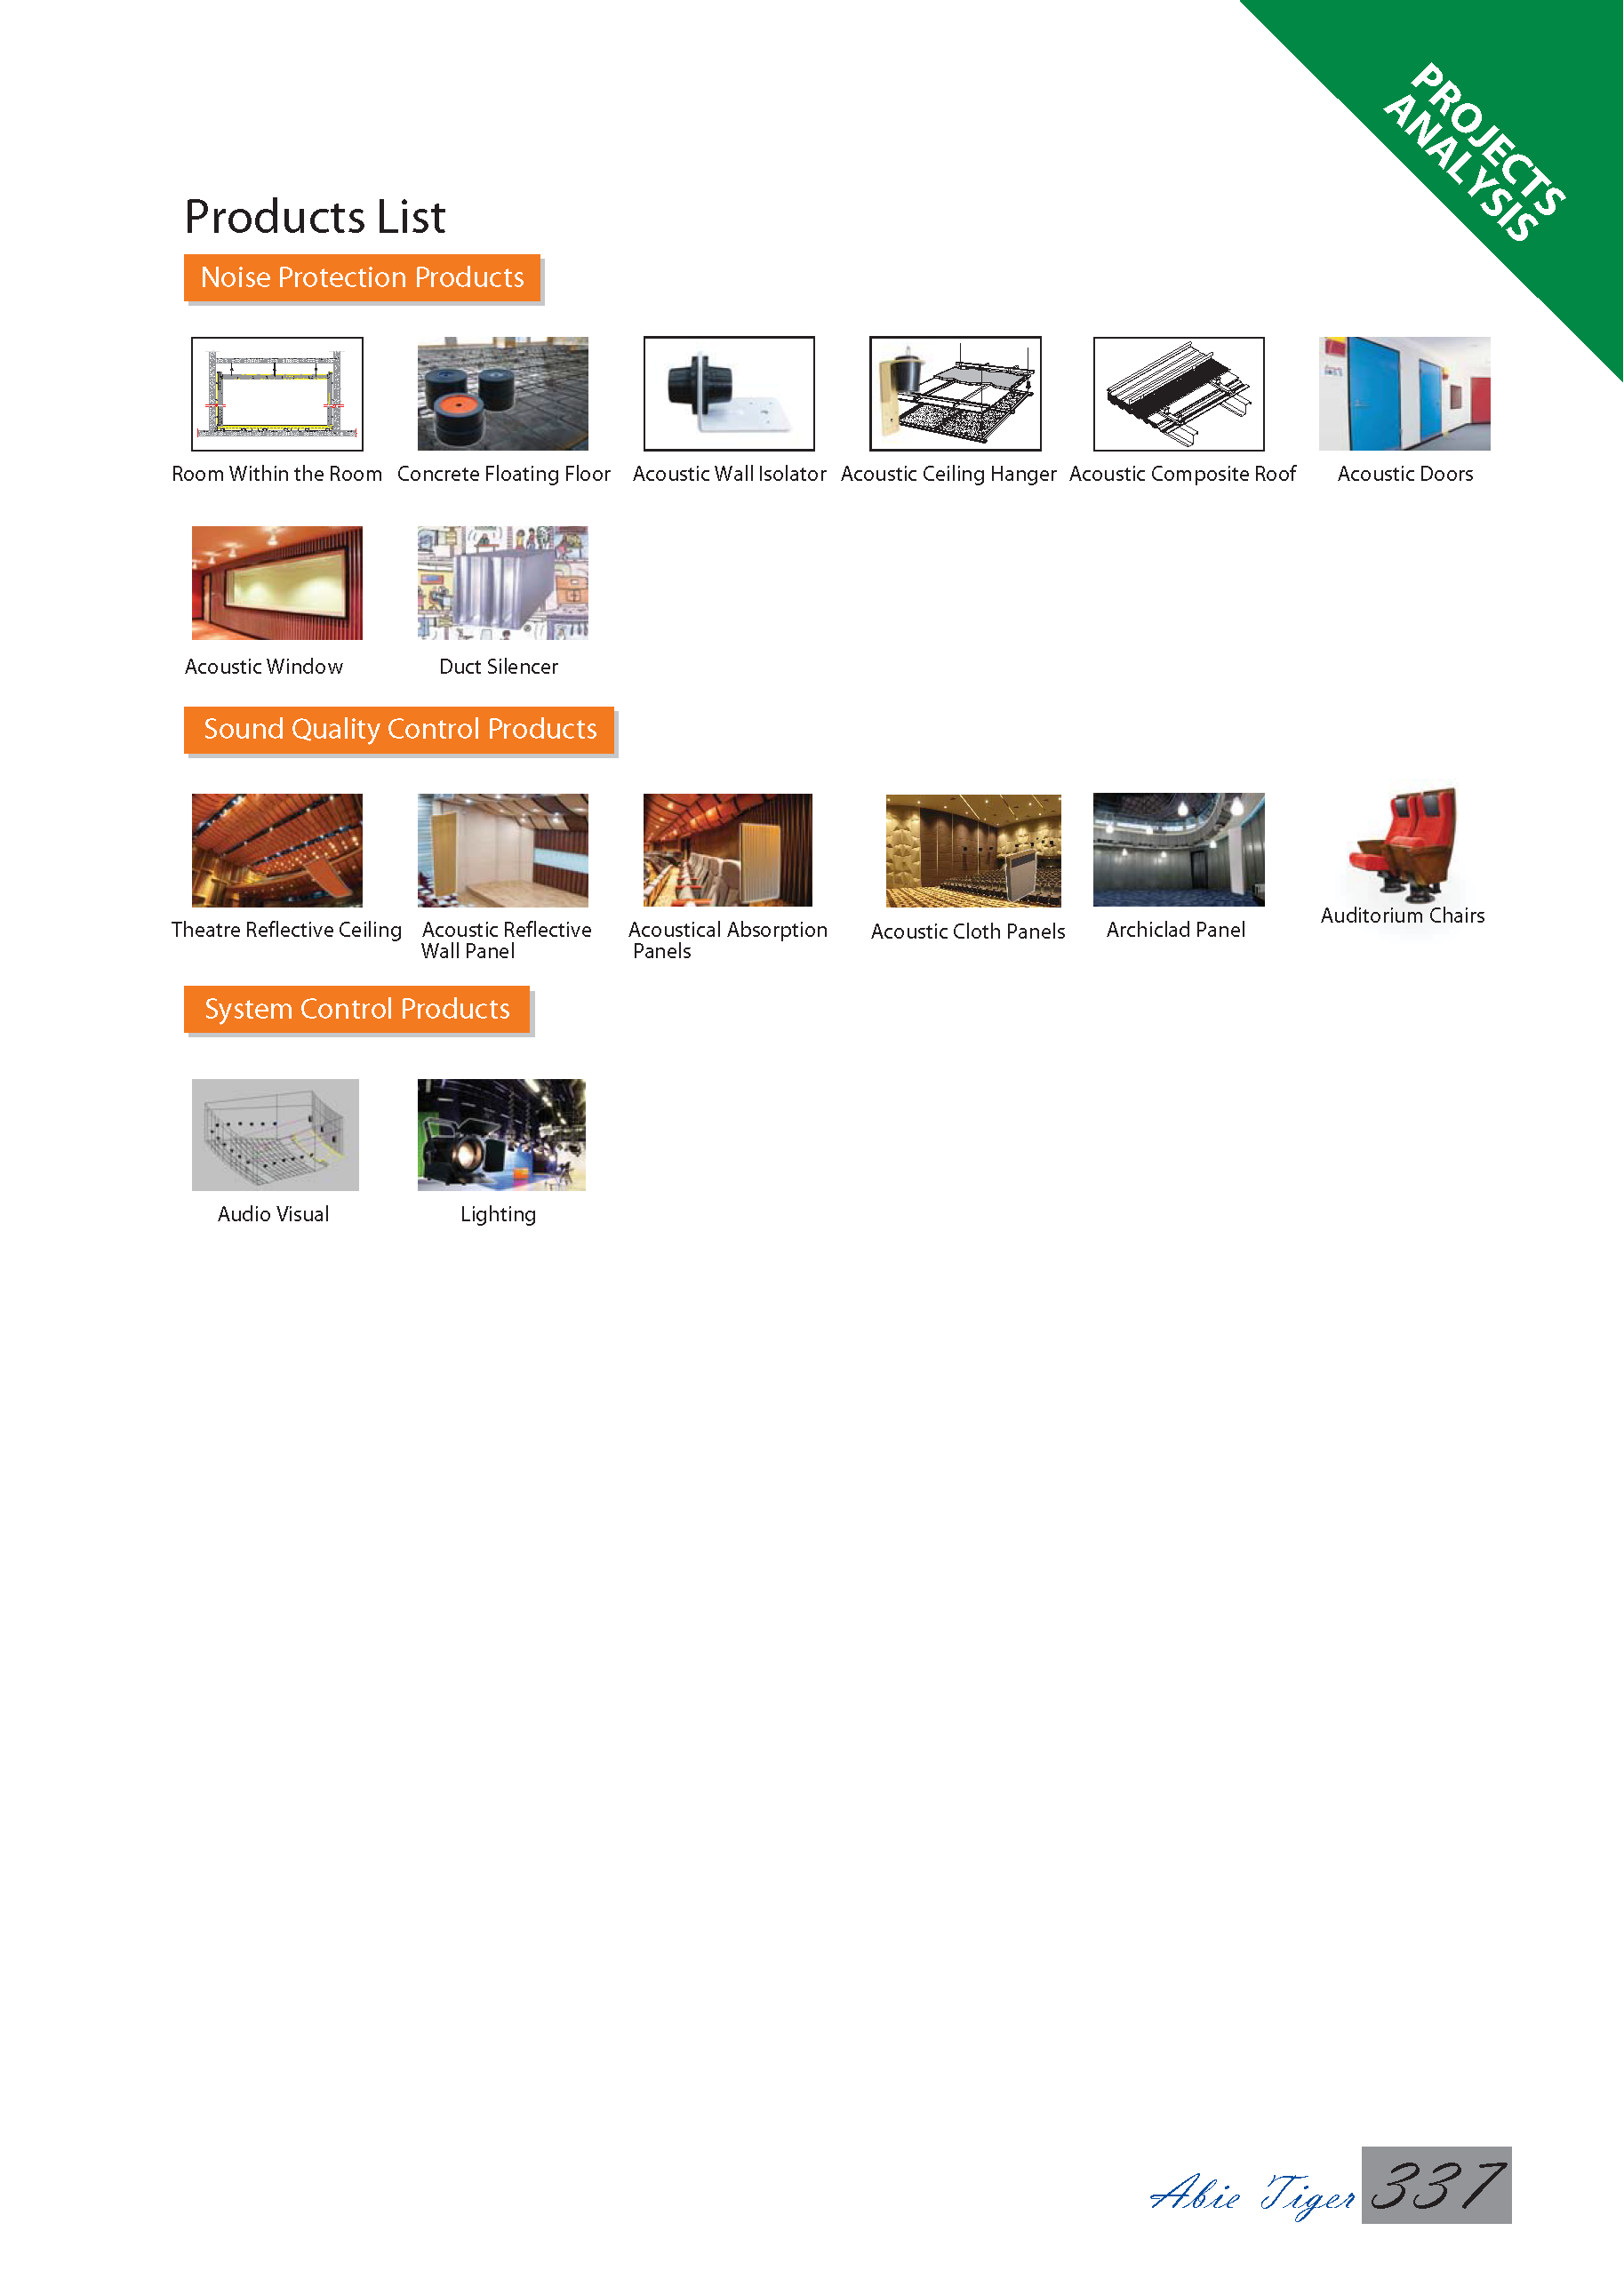 PROJECTS
ANALYSIS
Products List
Noise Protection Products
Room Within the Room
Concrete Floating Floor
Acoustic Wall Isolator
Acoustic Ceiling Hanger
Acoustic Composite Roof
Acoustic Doors
Acoustic Window
Duct Silencer
Sound Quality Control Products
Theatre Reflective Ceiling
Acoustic Reflective
Wall Panel
Acoustical Absorption
Panels
Acoustic Cloth Panels
Archiclad Panel
Auditorium Chairs
System Control Products
Audio Visual
Lighting
Abie Tiger 337